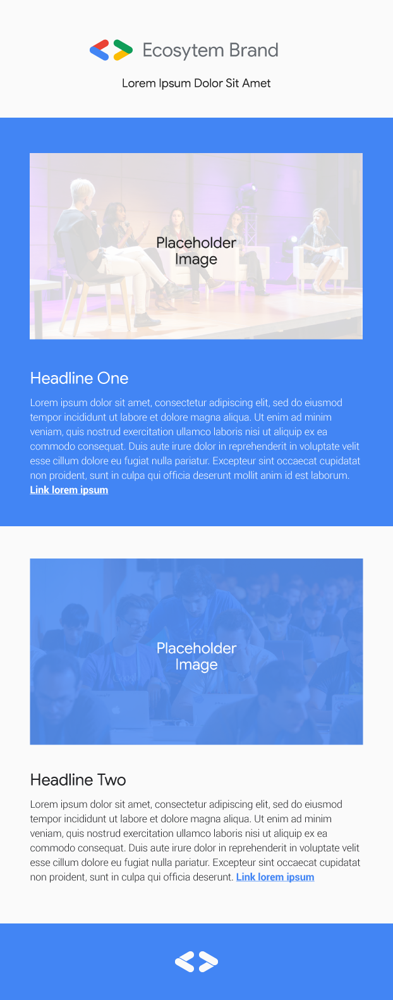 Ecosytem Brand
Lorem Ipsum Dolor Sit Amet
Placeholder
Image
Headline One
Lorem ipsum dolor sit amet, consectetur adipiscing elit, sed do eiusmod
tempor incididunt ut labore et dolore magna aliqua. Ut enim ad minim
veniam, quis nostrud exercitation ullamco laboris nisi ut aliquip ex ea
commodo consequat. Duis aute irure dolor in reprehenderit in voluptate velit
esse cillum dolore eu fugiat nulla pariatur. Excepteur sint occaecat cupidatat
non proident, sunt in culpa qui officia deserunt mollit anim id est laborum.
Link lorem ipsum
Placeholder
Image
Google
Headline Two
Lorem ipsum dolor sit amet, consectetur adipiscing elit, sed do eiusmod
tempor incididunt ut labore et dolore magna aliqua. Ut enim ad minim
veniam, quis nostrud exercitation ullamco laboris nisi ut aliquip ex ea
commodo consequat. Duis aute irure dolor in reprehenderit in voluptate velit
esse cillum dolore eu fugiat nulla pariatur. Excepteur sint occaecat cupidatat
non proident, sunt in culpa qui officia deserunt. Link lorem ipsum